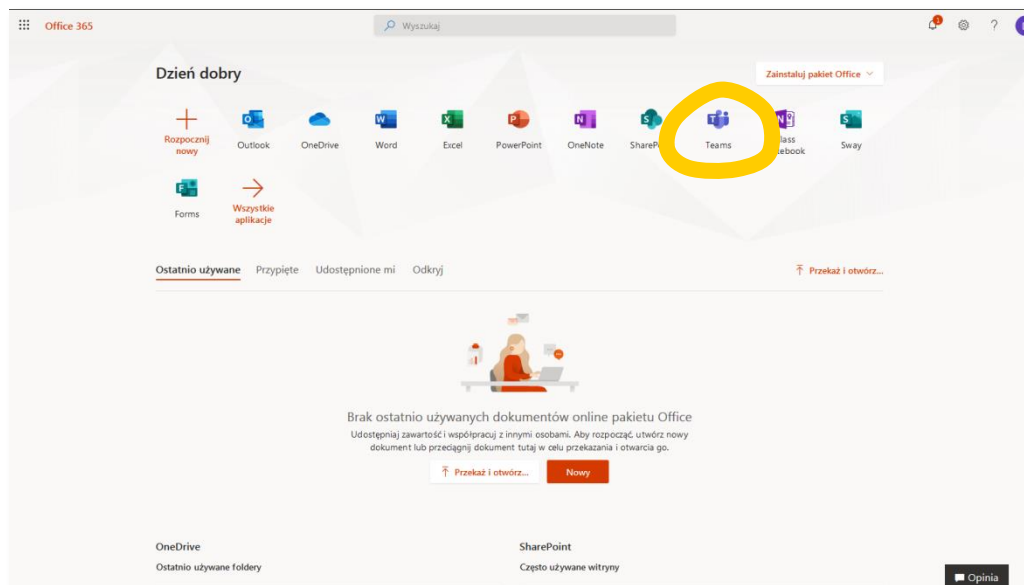 Office 365
Wyszukaj
1
?
Dzień dobry
Zainstaluj pakiet Office
Rozpocznij
nowy
Outlook
OneDrive
Word
Excel
PowerPoint
OneNote
Teams
Sway
Forms
Wszystkie
aplikacje
Ostatnio używane
Przypięte
Udostępnione mi
Odkryj
Przekaż i otwórz...
Brak ostatnio używanych dokumentów online pakietu Office
Udostępniaj zawartość i współpracuj z innymi osobami. Aby rozpocząć, utwórz nowy
dokument lub przeciągnij dokument tutaj w celu przekazania i otwarcia go.
Przekaż i otwórz...
Nowy
OneDrive
SharePoint
Ostatnio używane foldery
Często używane witryny
Opinia